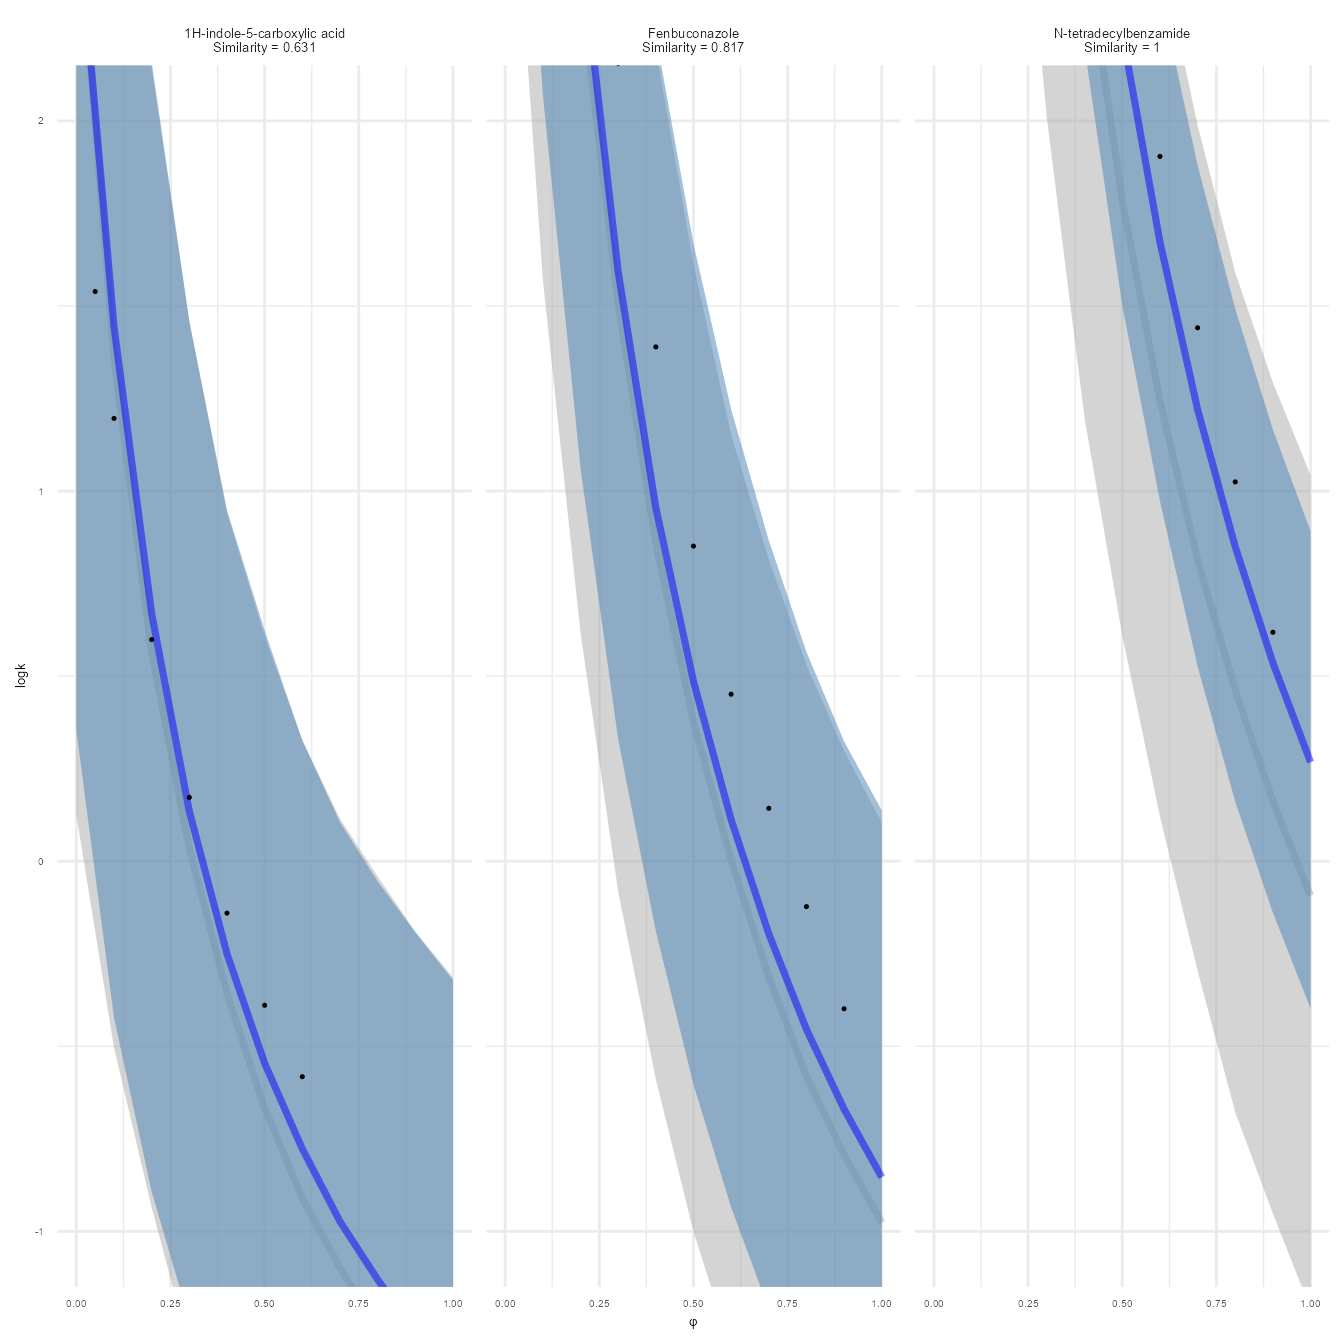 1H-indole-5-carboxylic acid
Similarity = 0.631
Fenbuconazole
Similarity = 0.817
N-tetradecylbenzamide
Similarity = 1
2
1
0
-1
logk
0.00 0.25 0.50 0.75 1.00
0.00 0.25 0.50 0.75 1.00
0.00 0.25 0.50 0.75 1.00
φ